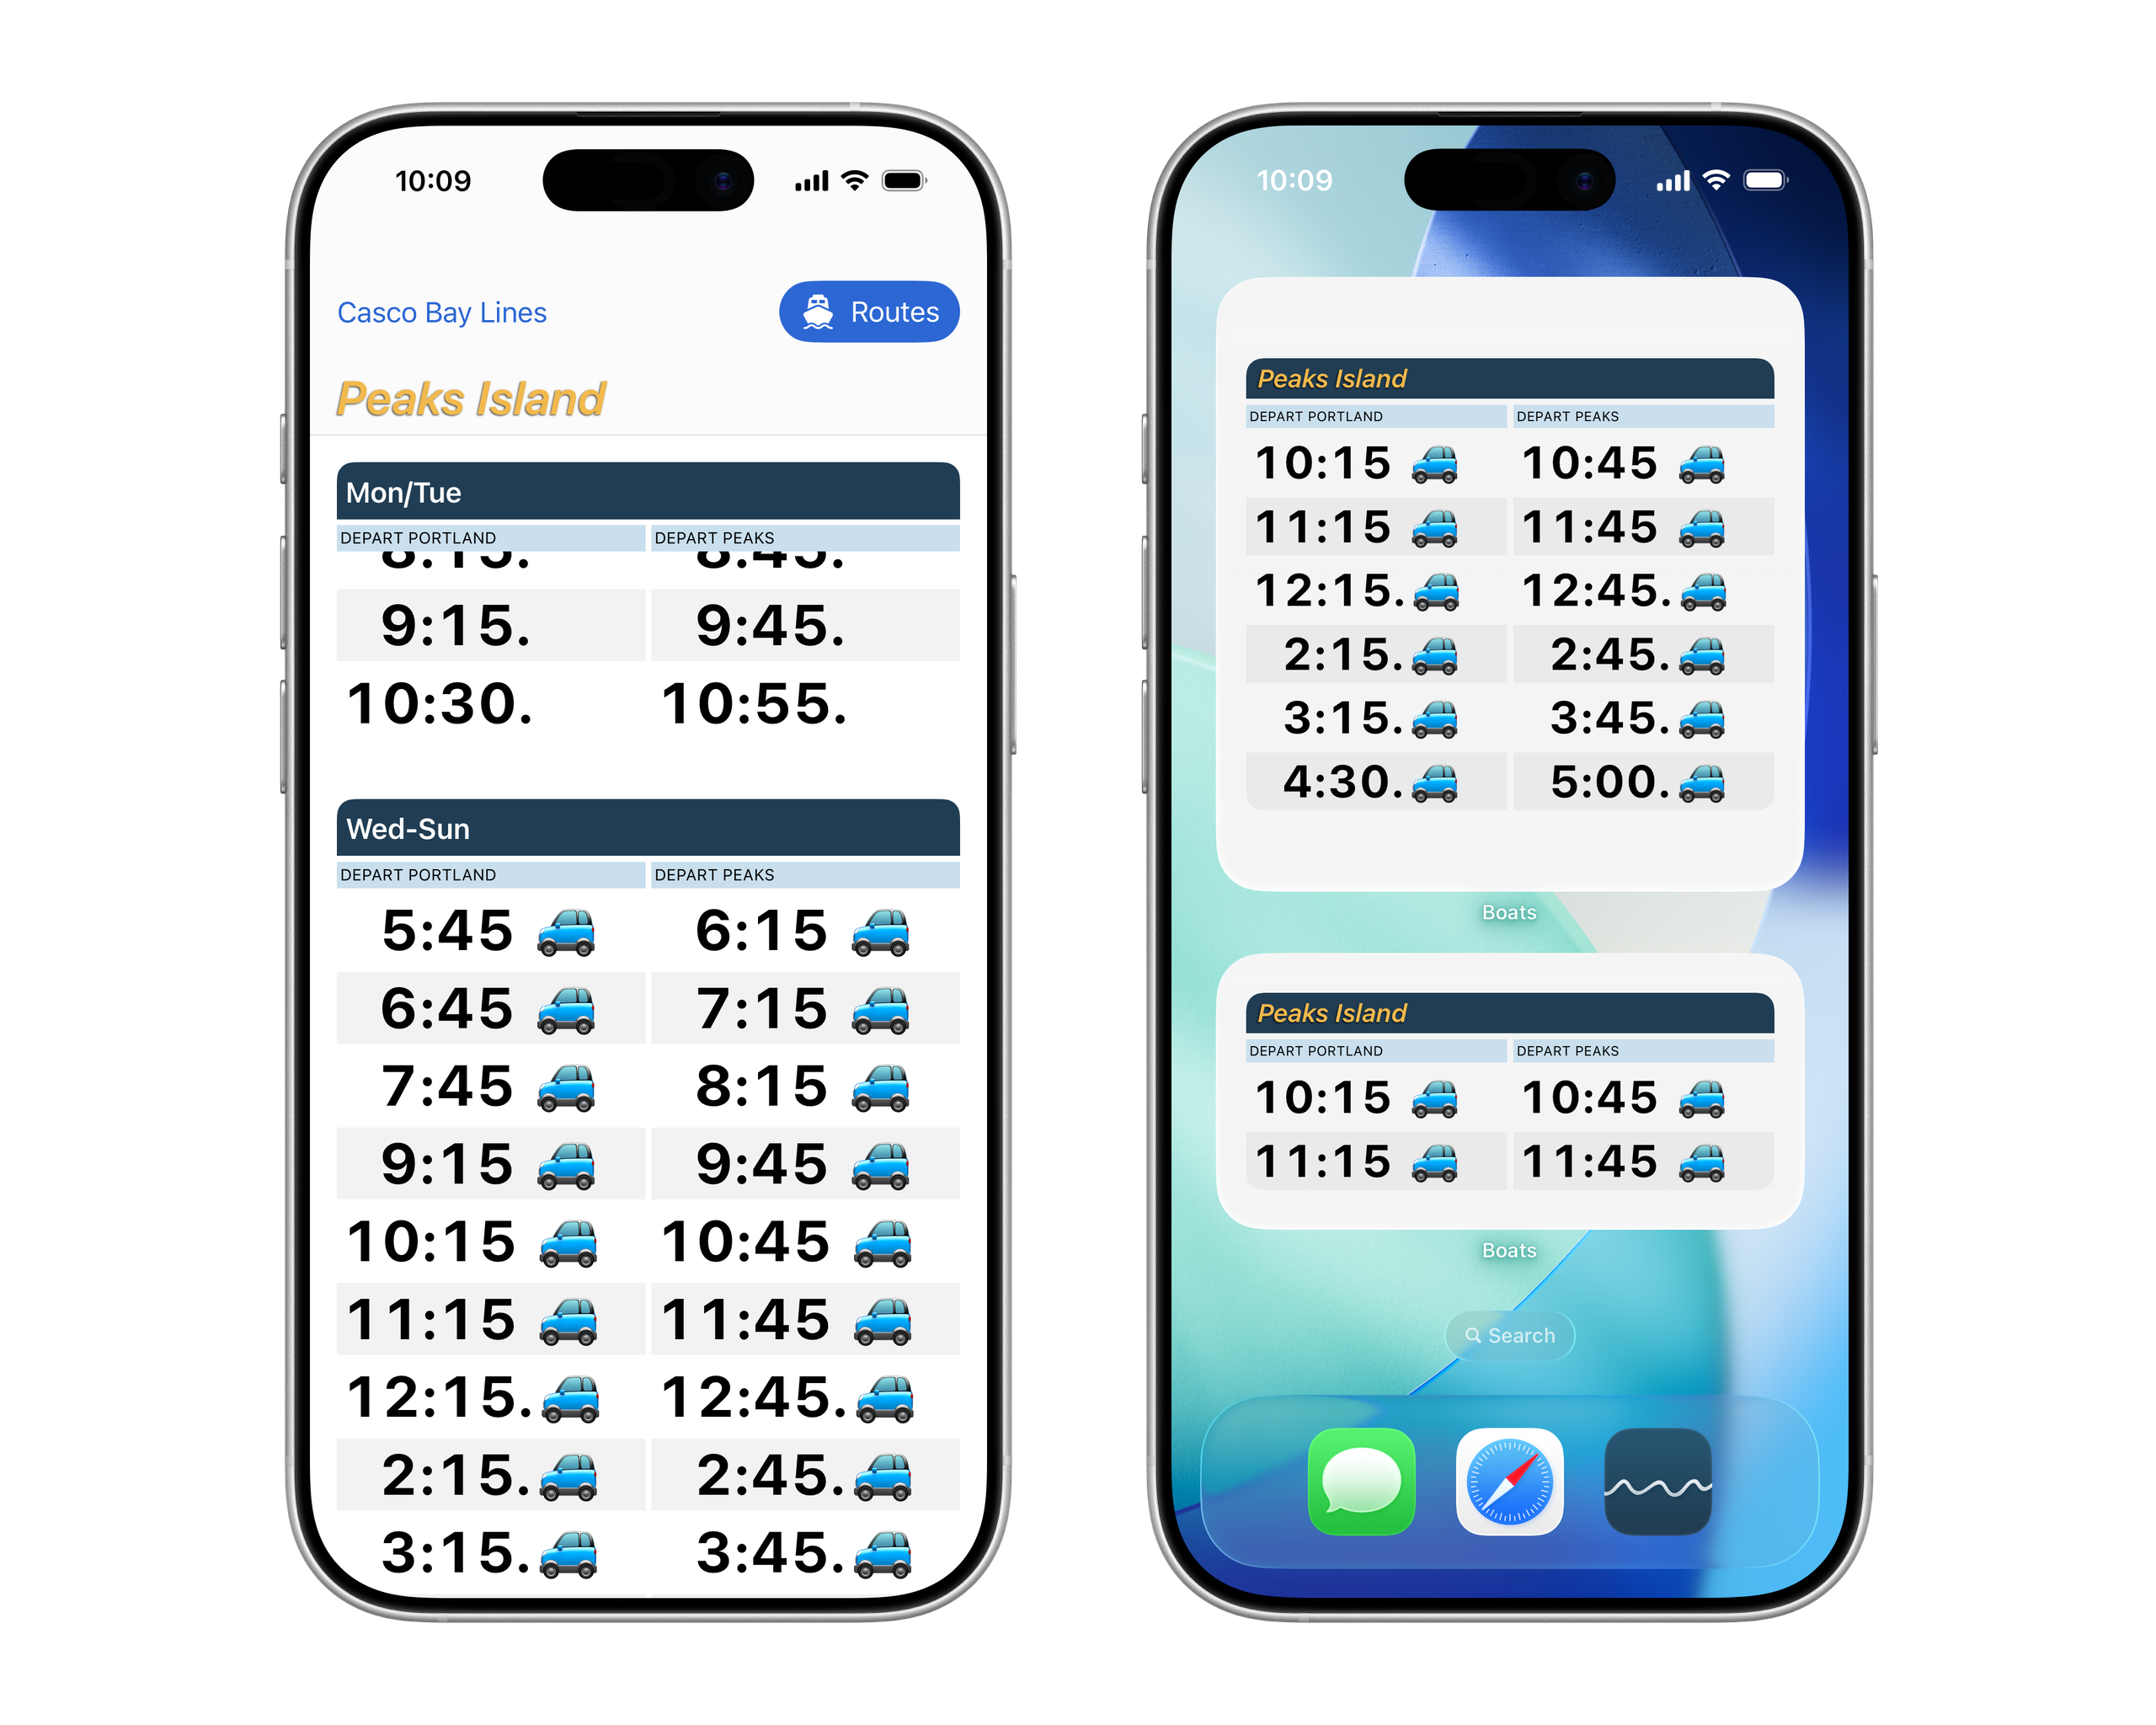 10:09
Casco Bay Lines
Routes
Peaks Island
Mon/Tue
DEPART PORTLAND DEPART PEAKS
8:15. 8:45.
9:15. 9:45.
10:30. 10:55.
Wed-Sun
DEPART PORTLAND DEPART PEAKS
5:45 6:15
6:45 7:15
7:45 8:15
9:15 9:45
10:15 10:45
11:15 11:45
12:15. 12:45.
2:15. 2:45.
3:15. 3:45.
10:09
Peaks Island
DEPART PORTLAND DEPART PEAKS
10:15 10:45
11:15 11:45
12:15. 12:45.
2:15. 2:45.
3:15. 3:45.
4:30. 5:00.
Boats
Peaks Island
DEPART PORTLAND DEPART PEAKS
10:15 10:45
11:15 11:45
Boats
Search